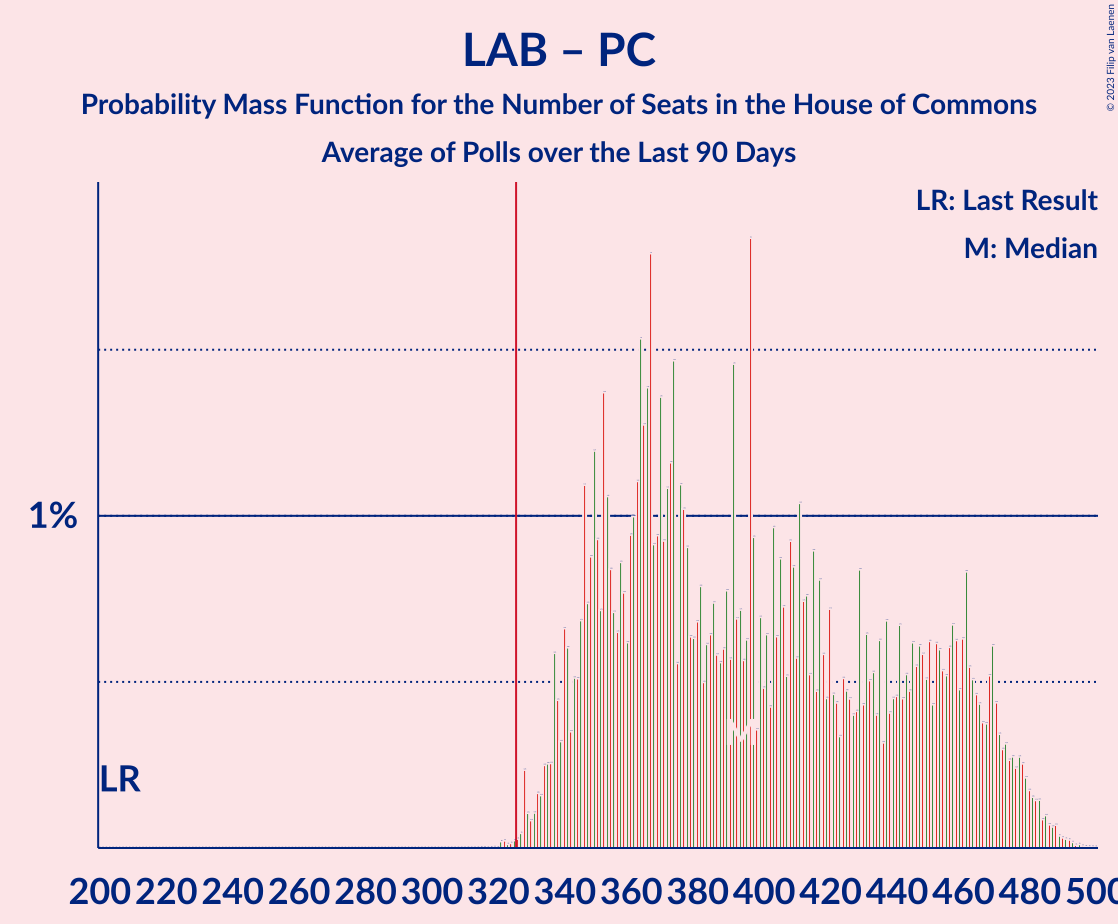 LAB – PC
Probability Mass Function for the Number of Seats in the House of Commons
Average of Polls over the Last 90 Days
© 2023 Filip van Laenen
LR: Last Result
M: Median
1%
LR
M
200 220 240 260 280 300 320 340 360 380 400 420 440 460 480 500